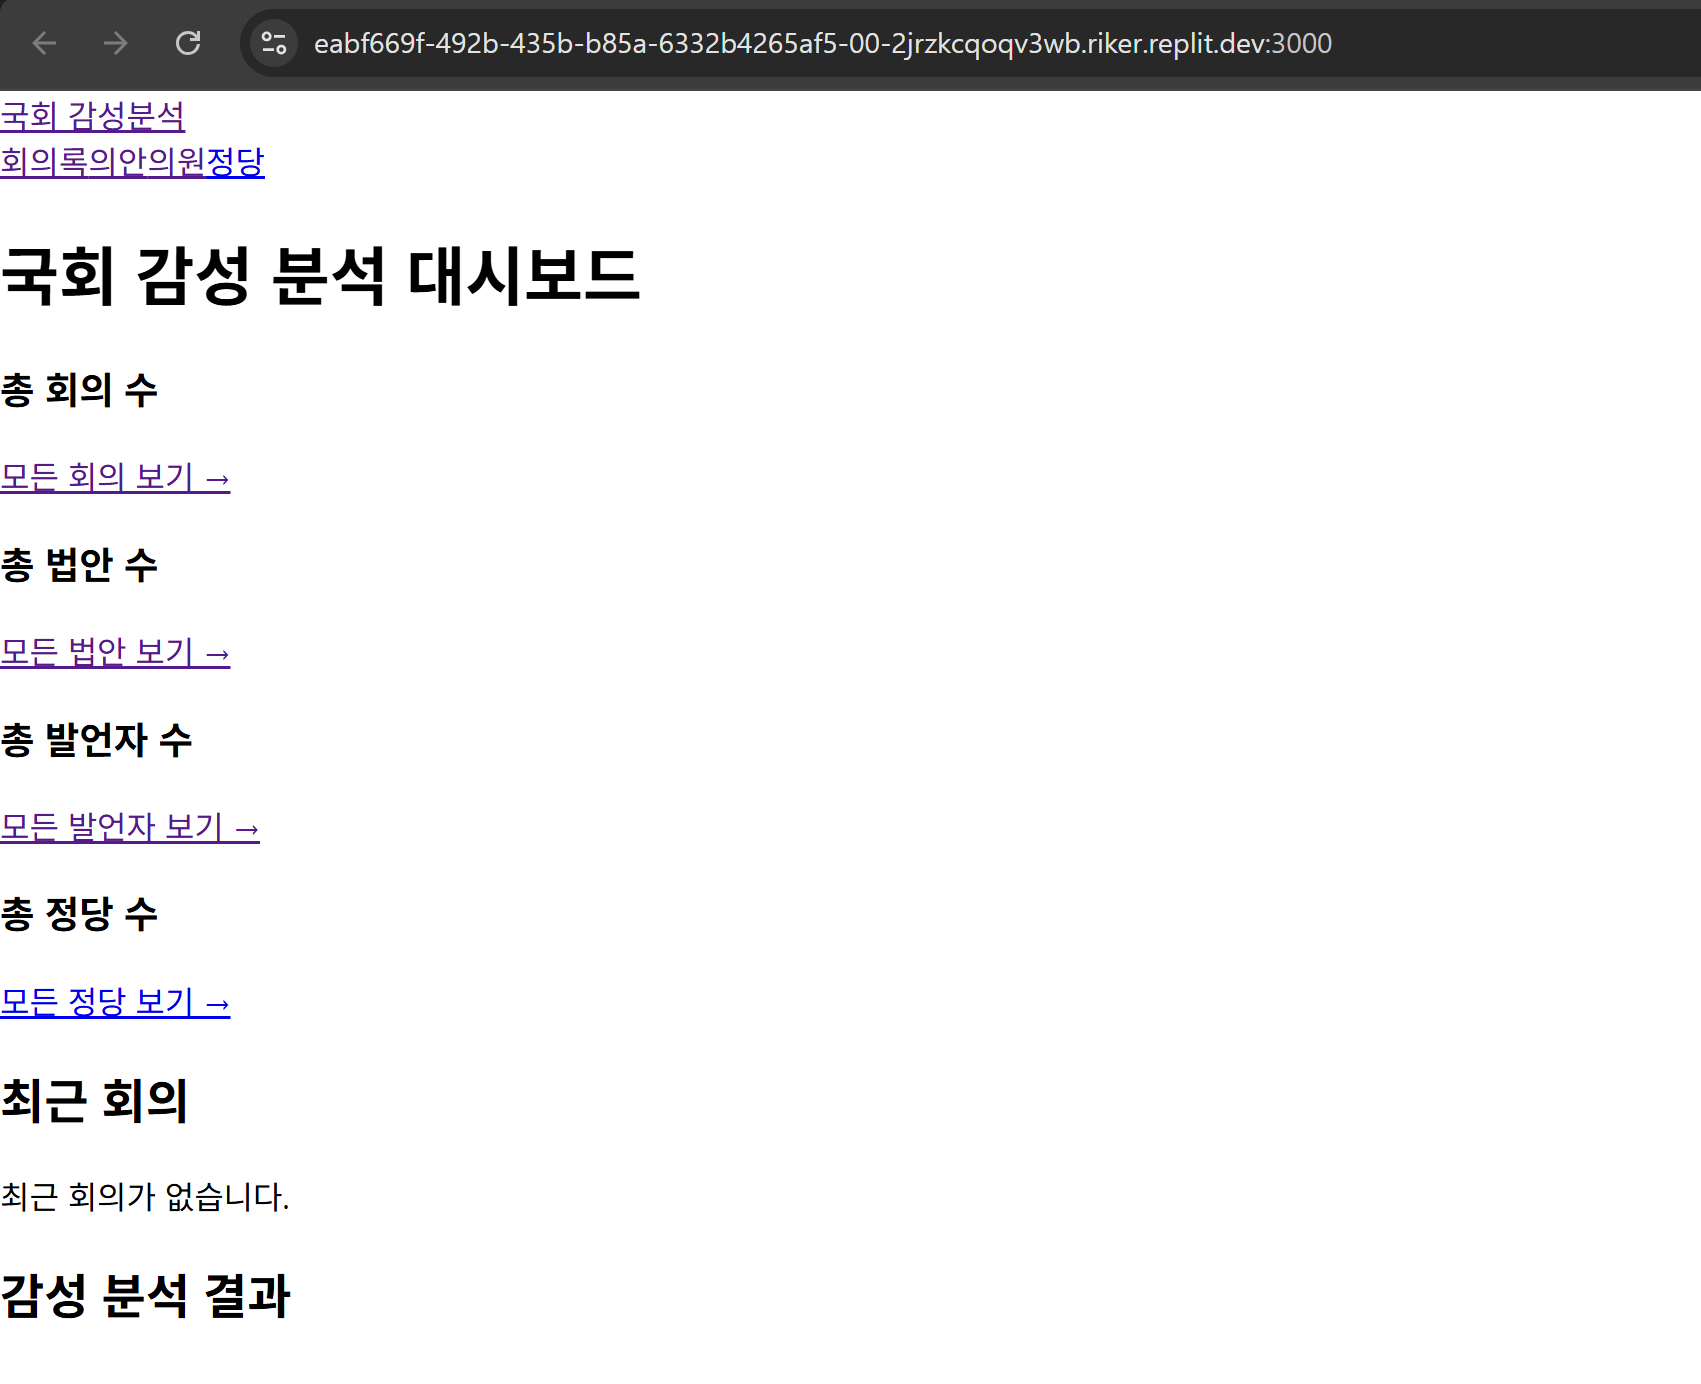 eabf669f-492b-435b-b85a-6332b4265af5-00-2jrzkcqoqv3wb.riker.replit.dev:3000
국회 감성분석
회의록의안의원정당
국회 감성 분석 대시보드
총 회의 수
모든 회의 보기 →
총 법안 수
모든 법안 보기 →
총 발언자 수
모든 발언자 보기 →
총 정당 수
모든 정당 보기 →
최근 회의
최근 회의가 없습니다.
감성 분석 결과